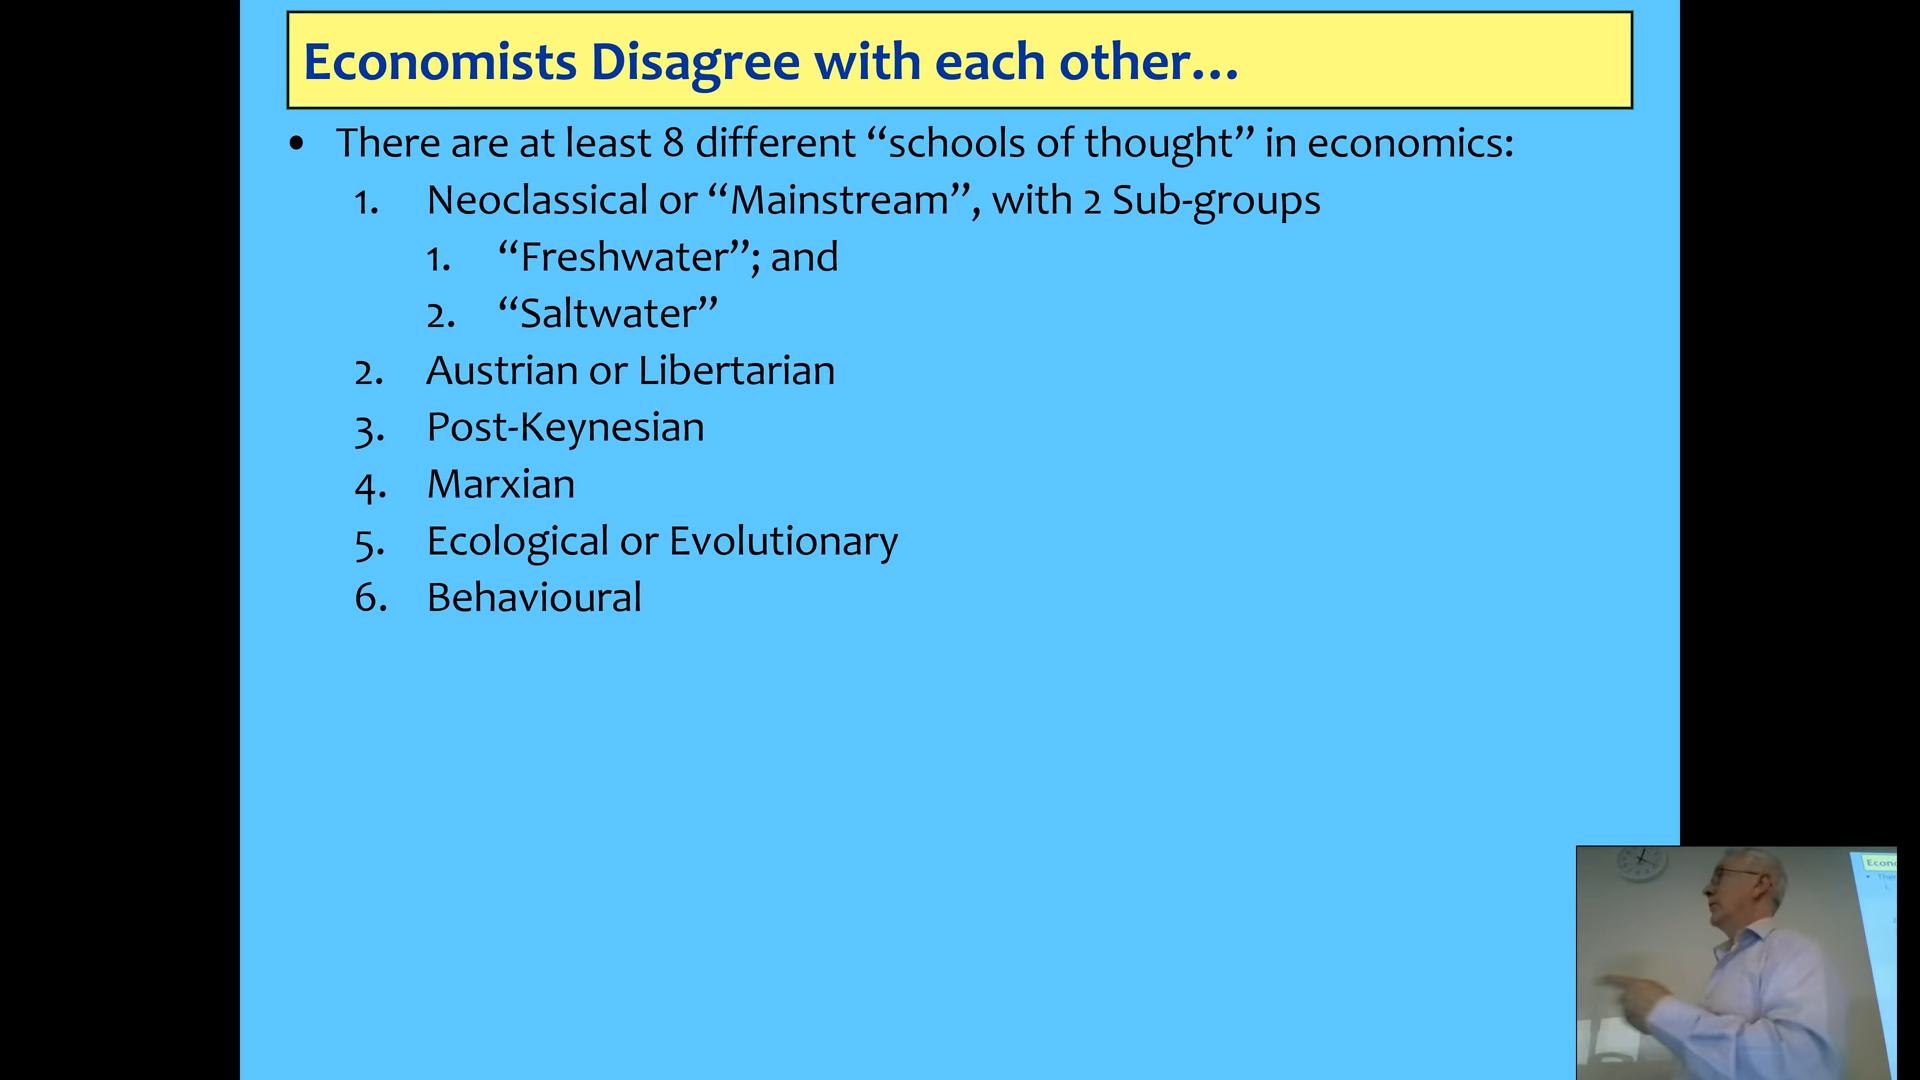 Economists Disagree with each other...
• There are at least 8 different “schools of thought” in economics:
1. Neoclassical or “Mainstream”, with 2 Sub-groups
1. “Freshwater”; and
2. “Saltwater”
2. Austrian or Libertarian
3. Post-Keynesian
4. Marxian
5. Ecological or Evolutionary
6. Behavioural
Econ